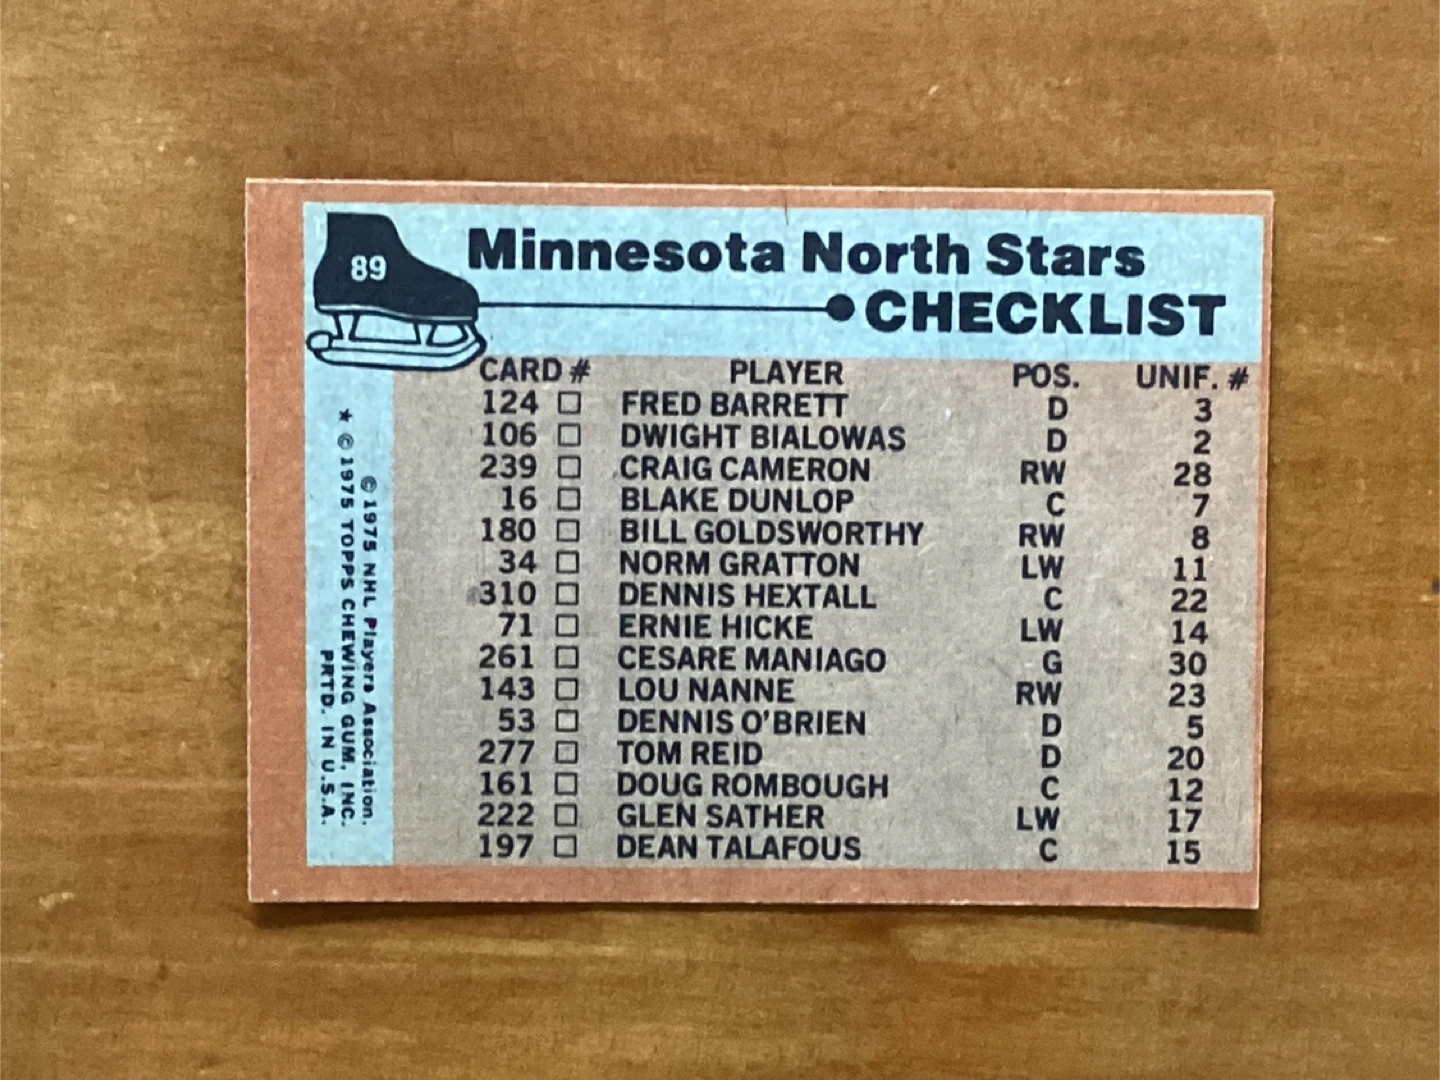 89
Minnesota North Stars
CHECKLIST
CARD # PLAYER POS. UNIF. #
124 □ FRED BARRETT D 3
106 □ DWIGHT BIALOWAS D 2
239 □ CRAIG CAMERON RW 28
16 □ BLAKE DUNLOP C 7
180 □ BILL GOLDSWORTHY RW 8
34 □ NORM GRATTON LW 11
310 □ DENNIS HEXTALL C 22
71 □ ERNIE HICKE LW 14
261 □ CESARE MANIAGO G 30
143 □ LOU NANNE RW 23
53 □ DENNIS O'BRIEN D 5
277 □ TOM REID D 20
161 □ DOUG ROMBOUGH C 12
222 □ GLEN SATHER LW 17
197 □ DEAN TALAFOUS C 15
© 1975 NHL Players Association.
★ © 1975 TOPPS CHEWING GUM, INC.
PRTD. IN U.S.A.